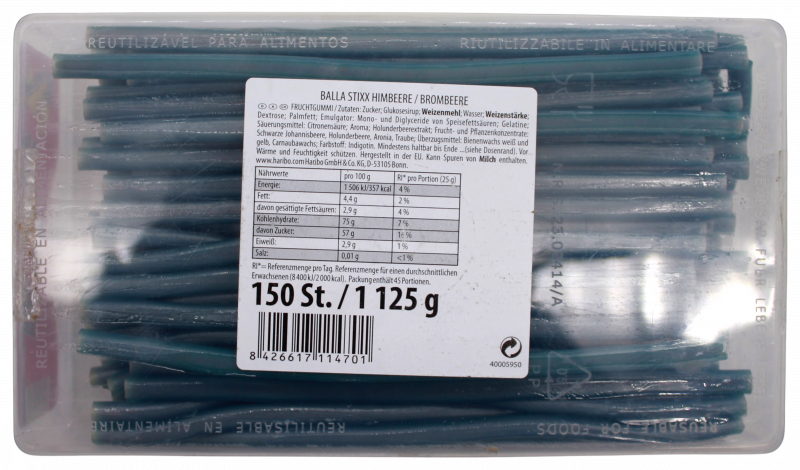 REUTILIZÁVEL PARA ALIMENTOS
RIUTILIZZABILE IN ALIMENTARE
BALLA STIXX HIMBEERE / BROMBEERE
FRUCHTGUMMI / Zutaten: Zucker; Glukosesirup; Weizenmehl; Wasser; Weizenstärke;
Dextrose; Palmfett; Emulgator: Mono- und Diglyceride von Speisefettsäuren; Gelatine;
Säuerungsmittel: Citronensäure; Aroma; Holunderbeerextrakt; Frucht- und Pflanzenkonzentrate:
Schwarze Johannisbeere, Holunderbeere, Aronia, Traube; Überzugsmittel: Bienenwachs weiß und
gelb, Carnaubawachs; Farbstoff: Indigotin. Mindestens haltbar bis Ende ...(siehe Dosenrand). Vor
Wärme und Feuchtigkeit schützen. Hergestellt in der EU. Kann Spuren von Milch enthalten.
www.haribo.com Haribo GmbH & Co. KG, D-53105 Bonn.
Nährwerte pro 100 g RI* pro Portion (25 g)
Energie: 1 506 kJ/357 kcal 4 %
Fett: 4,4 g 2 %
davon gesättigte Fettsäuren: 2,9 g 4 %
Kohlenhydrate: 75 g 7 %
davon Zucker: 57 g 16 %
Eiweiß: 2,9 g 1 %
Salz: 0,01 g <1 %
RI*= Referenzmenge pro Tag. Referenzmenge für einen durchschnittlichen
Erwachsenen (8 400 kJ/2 000 kcal). Packung enthält 45 Portionen.
150 St. / 1 125 g
8 426617 114701
40005950
REUTILIZABLE EN ALIMENTACIÓN
FÜR LEB
PP
REUTILISABLE EN ALIMENTAIRE
REUSABLE FOR FOODS